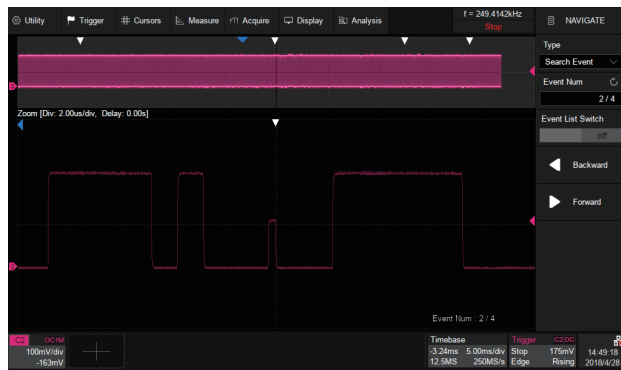 Utility Trigger Cursors Measure Acquire Display Analysis
f = 249.4142kHz
Stop
NAVIGATE
Type
Search Event
Event Num
2 / 4
Event List Switch
off
Backward
Forward
Zoom [Div: 2.00us/div, Delay: 0.00s]
2
2
Event Num : 2 / 4
C2 DC1M
100mV/div
-163mV
Timebase
-3.24ms 5.00ms/div
12.5MS 250MS/s
Trigger C2 DC
Stop 175mV
Edge Rising
14:49:18
2018/4/28